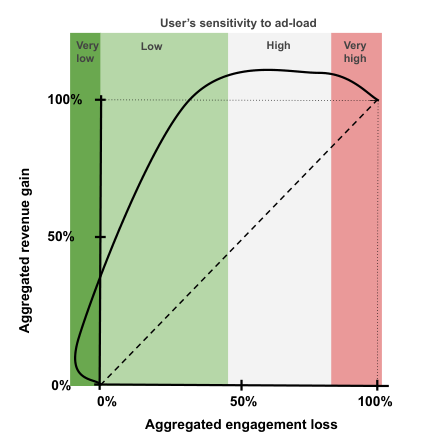 User's sensitivity to ad-load
Very
low
Low
High
Very
high
100%
50%
0%
Aggregated revenue gain
0%
50%
100%
Aggregated engagement loss